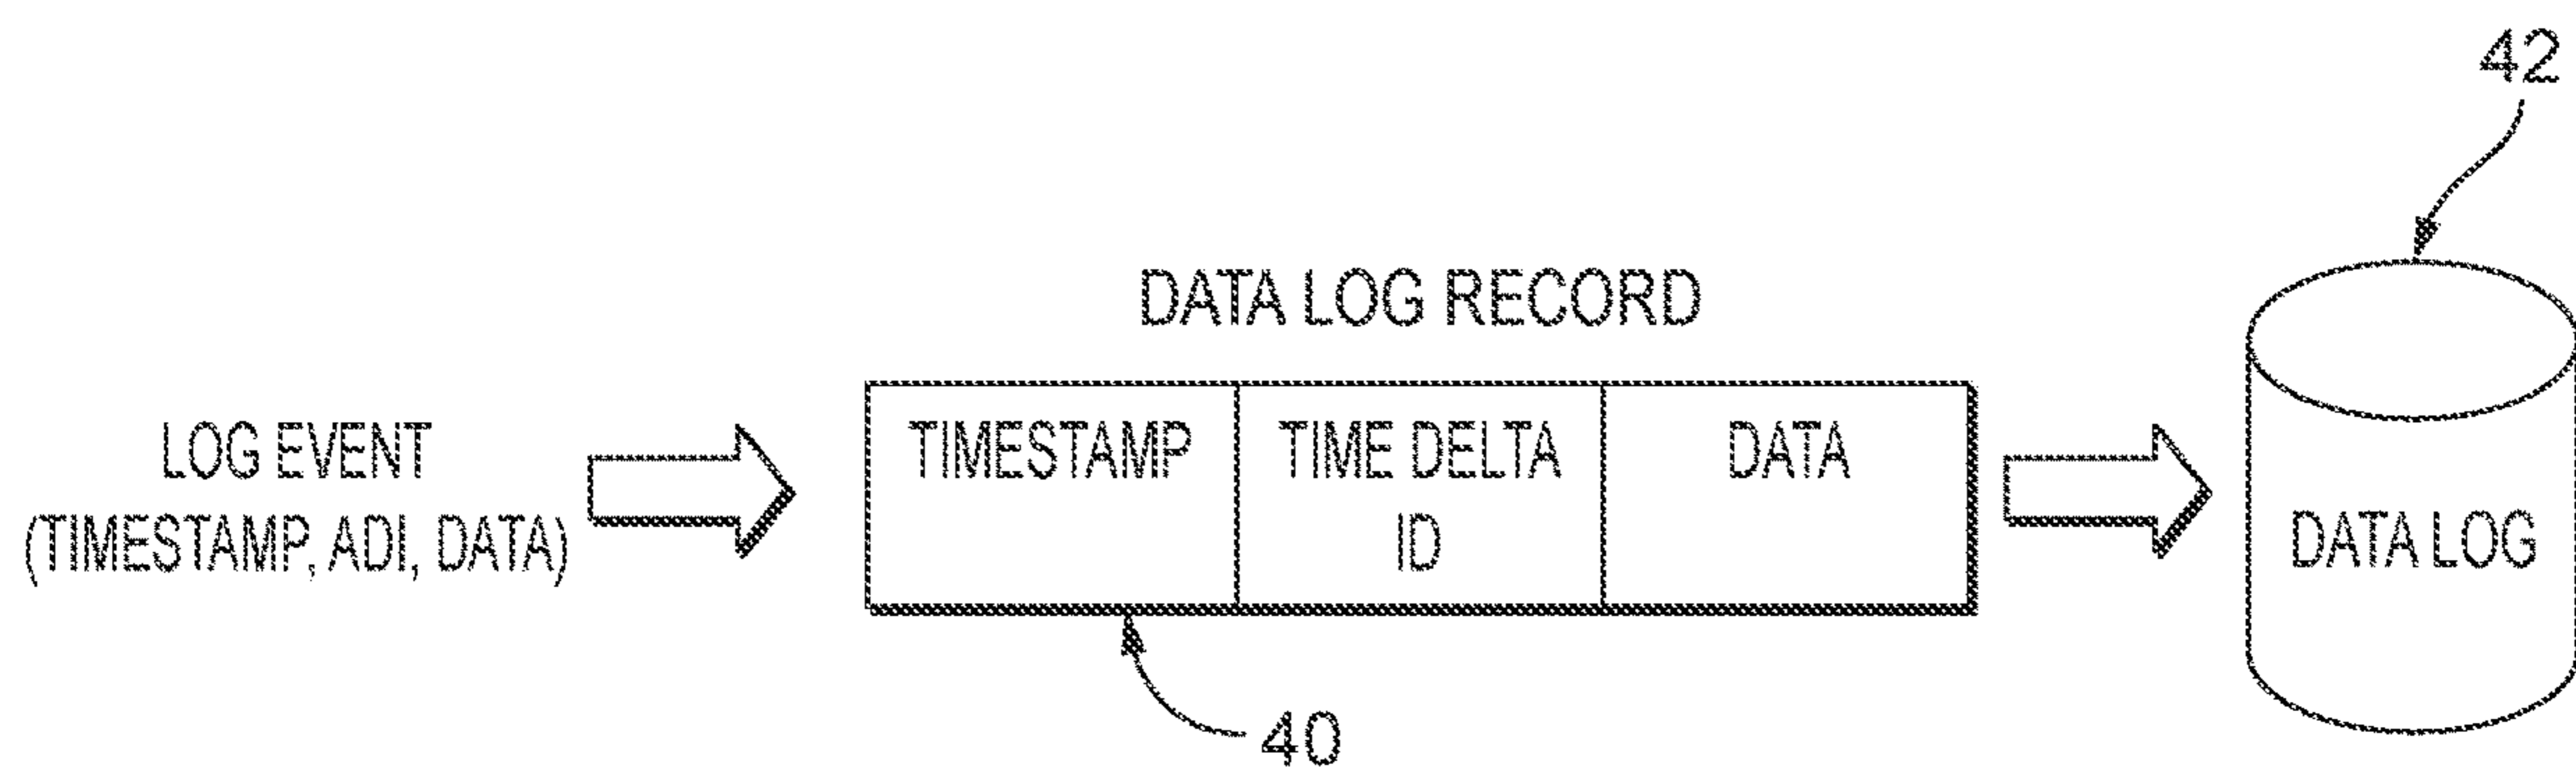 42
DATA LOG RECORD
LOG EVENT
(TIMESTAMP, ADI, DATA)
TIMESTAMP
TIME DELTA
ID
DATA
DATA LOG
40